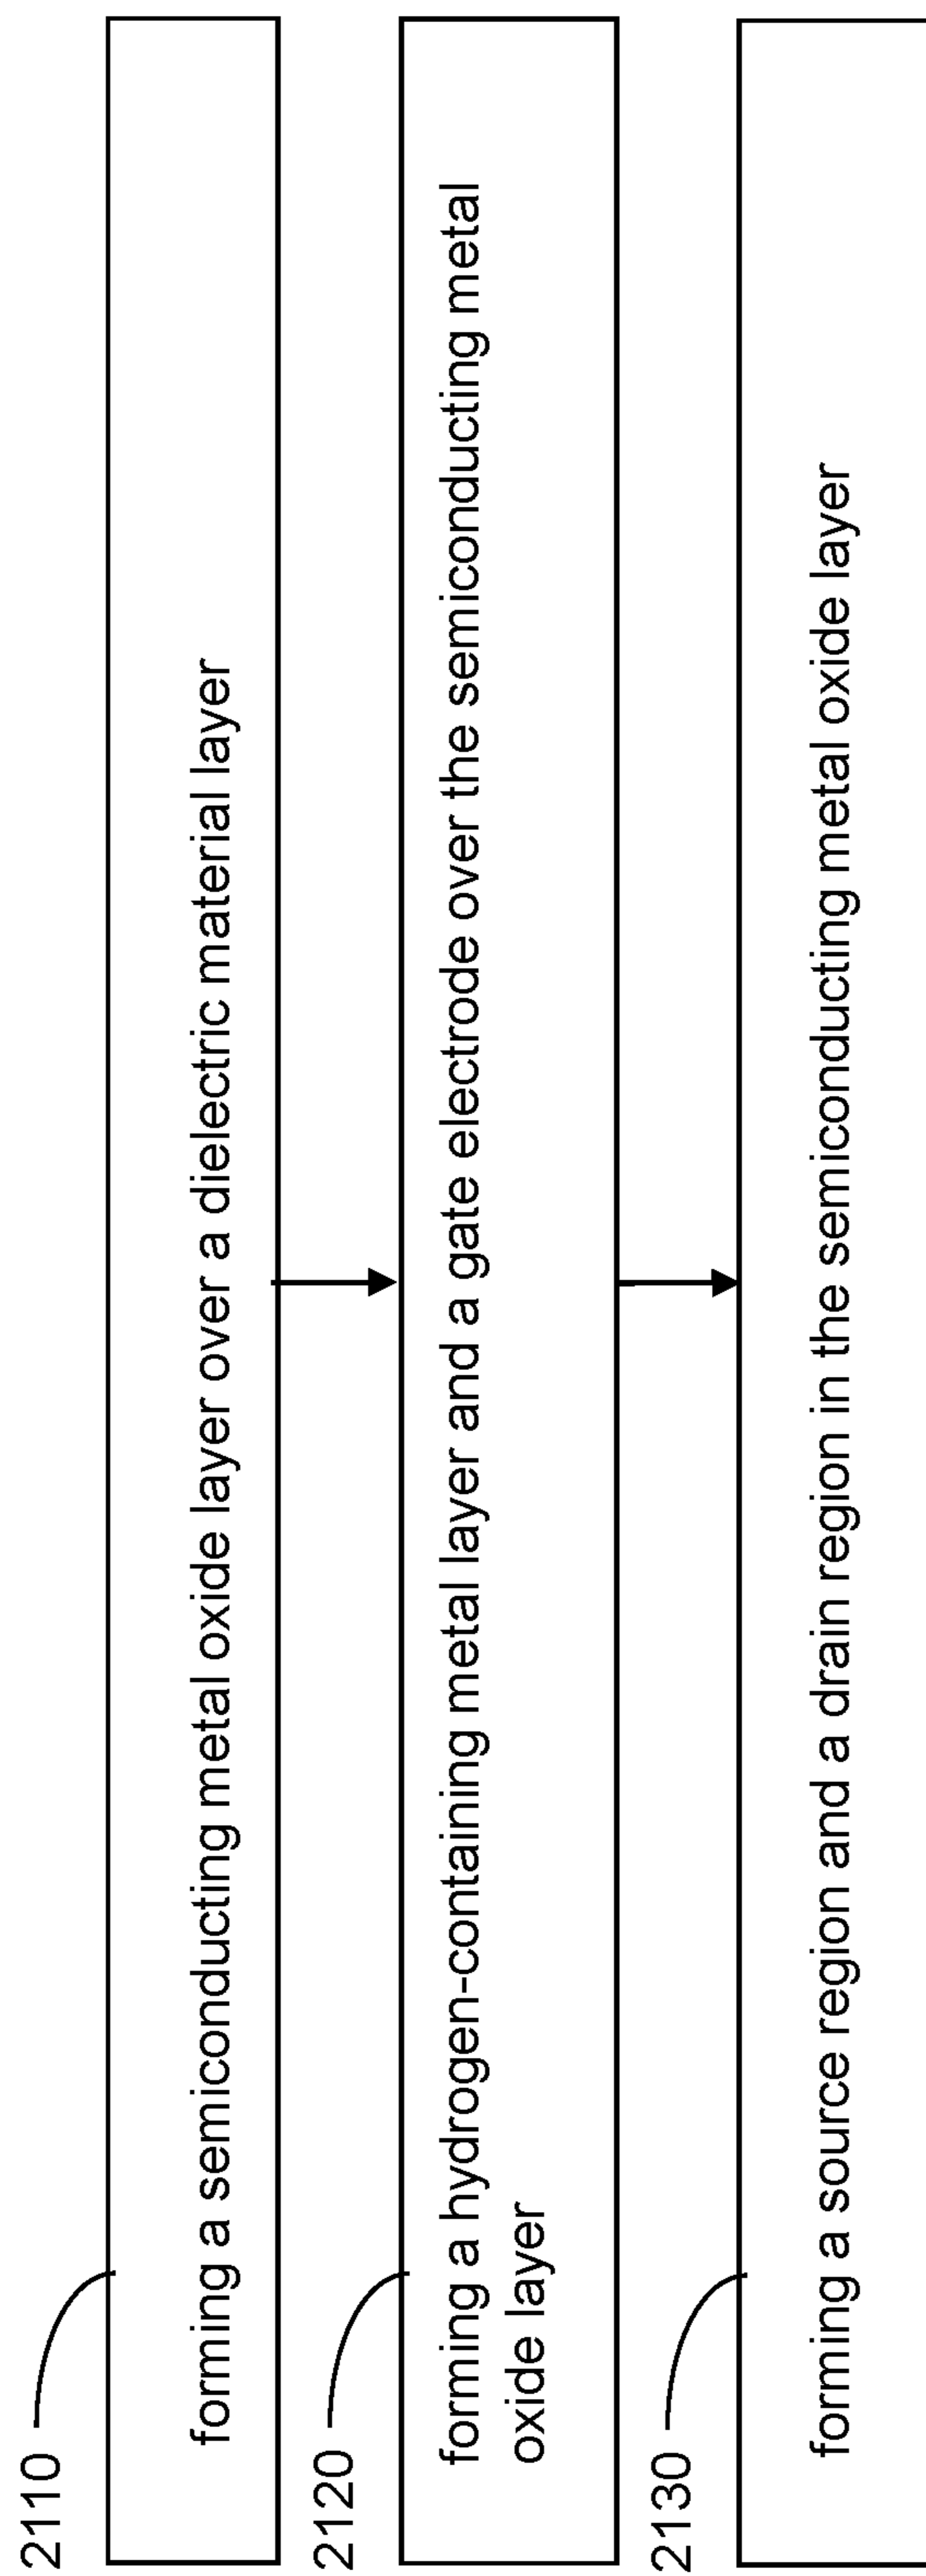 2110
forming a semiconducting metal oxide layer over a dielectric material layer
2120
forming a hydrogen-containing metal layer and a gate electrode over the semiconducting metal
oxide layer
2130
forming a source region and a drain region in the semiconducting metal oxide layer